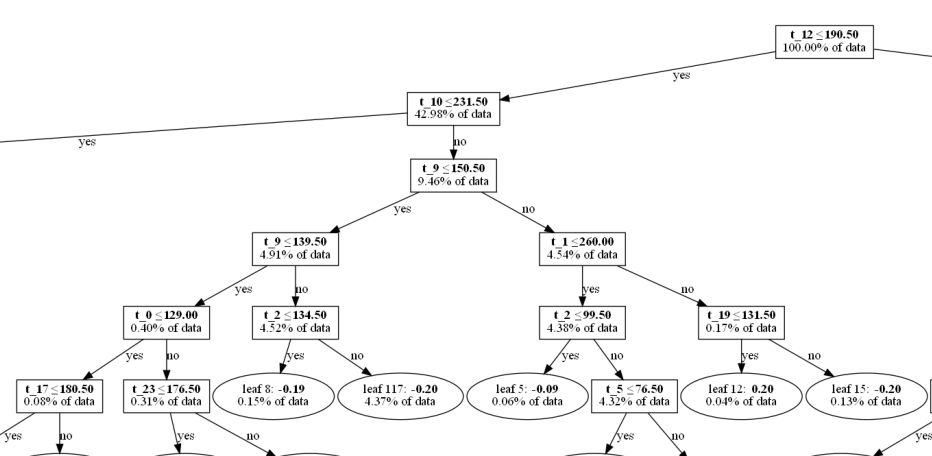 t_12 ≤190.50
100.00% of data
yes
t_10 ≤231.50
42.98% of data
yes
no
t_9 ≤150.50
9.46% of data
yes
no
t_9 ≤139.50
4.91% of data
t_1 ≤260.00
4.54% of data
yes
no
yes
no
t_0 ≤129.00
0.40% of data
t_2 ≤134.50
4.52% of data
t_2 ≤99.50
4.38% of data
t_19 ≤131.50
0.17% of data
yes
no
yes
no
yes
no
yes
no
t_17 ≤180.50
0.08% of data
t_23 ≤176.50
0.31% of data
leaf 8: -0.19
0.15% of data
leaf 117: -0.20
4.37% of data
leaf 5: -0.09
0.06% of data
t_5 ≤76.50
4.32% of data
leaf 12: 0.20
0.04% of data
leaf 15: -0.20
0.13% of data
yes
no
yes
no
yes
no
yes